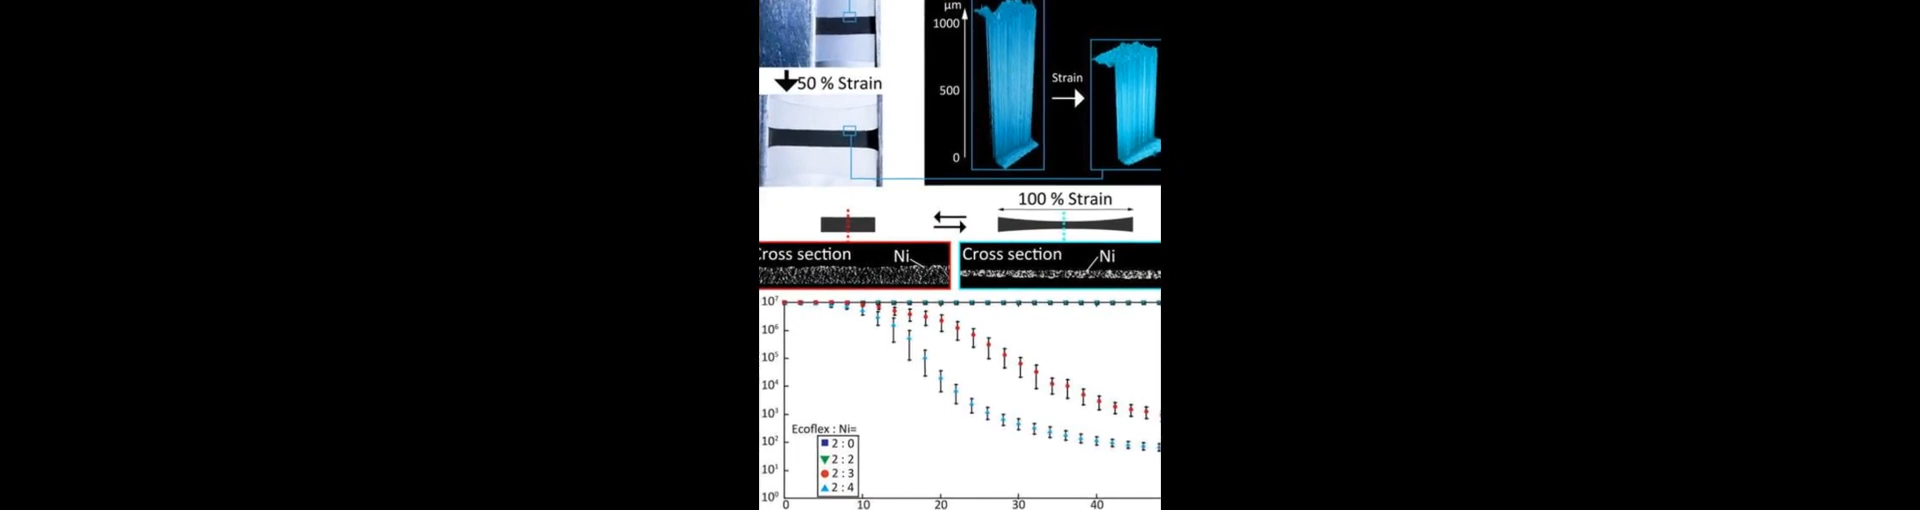 µm
1000
500
0
Strain
50 % Strain
100 % Strain
Cross section
Ni
Cross section
Ni
10⁷
10⁶
10⁵
10⁴
10³
10²
10¹
10⁰
Ecoflex : Ni=
2 : 0
2 : 2
2 : 3
2 : 4
0 10 20 30 40